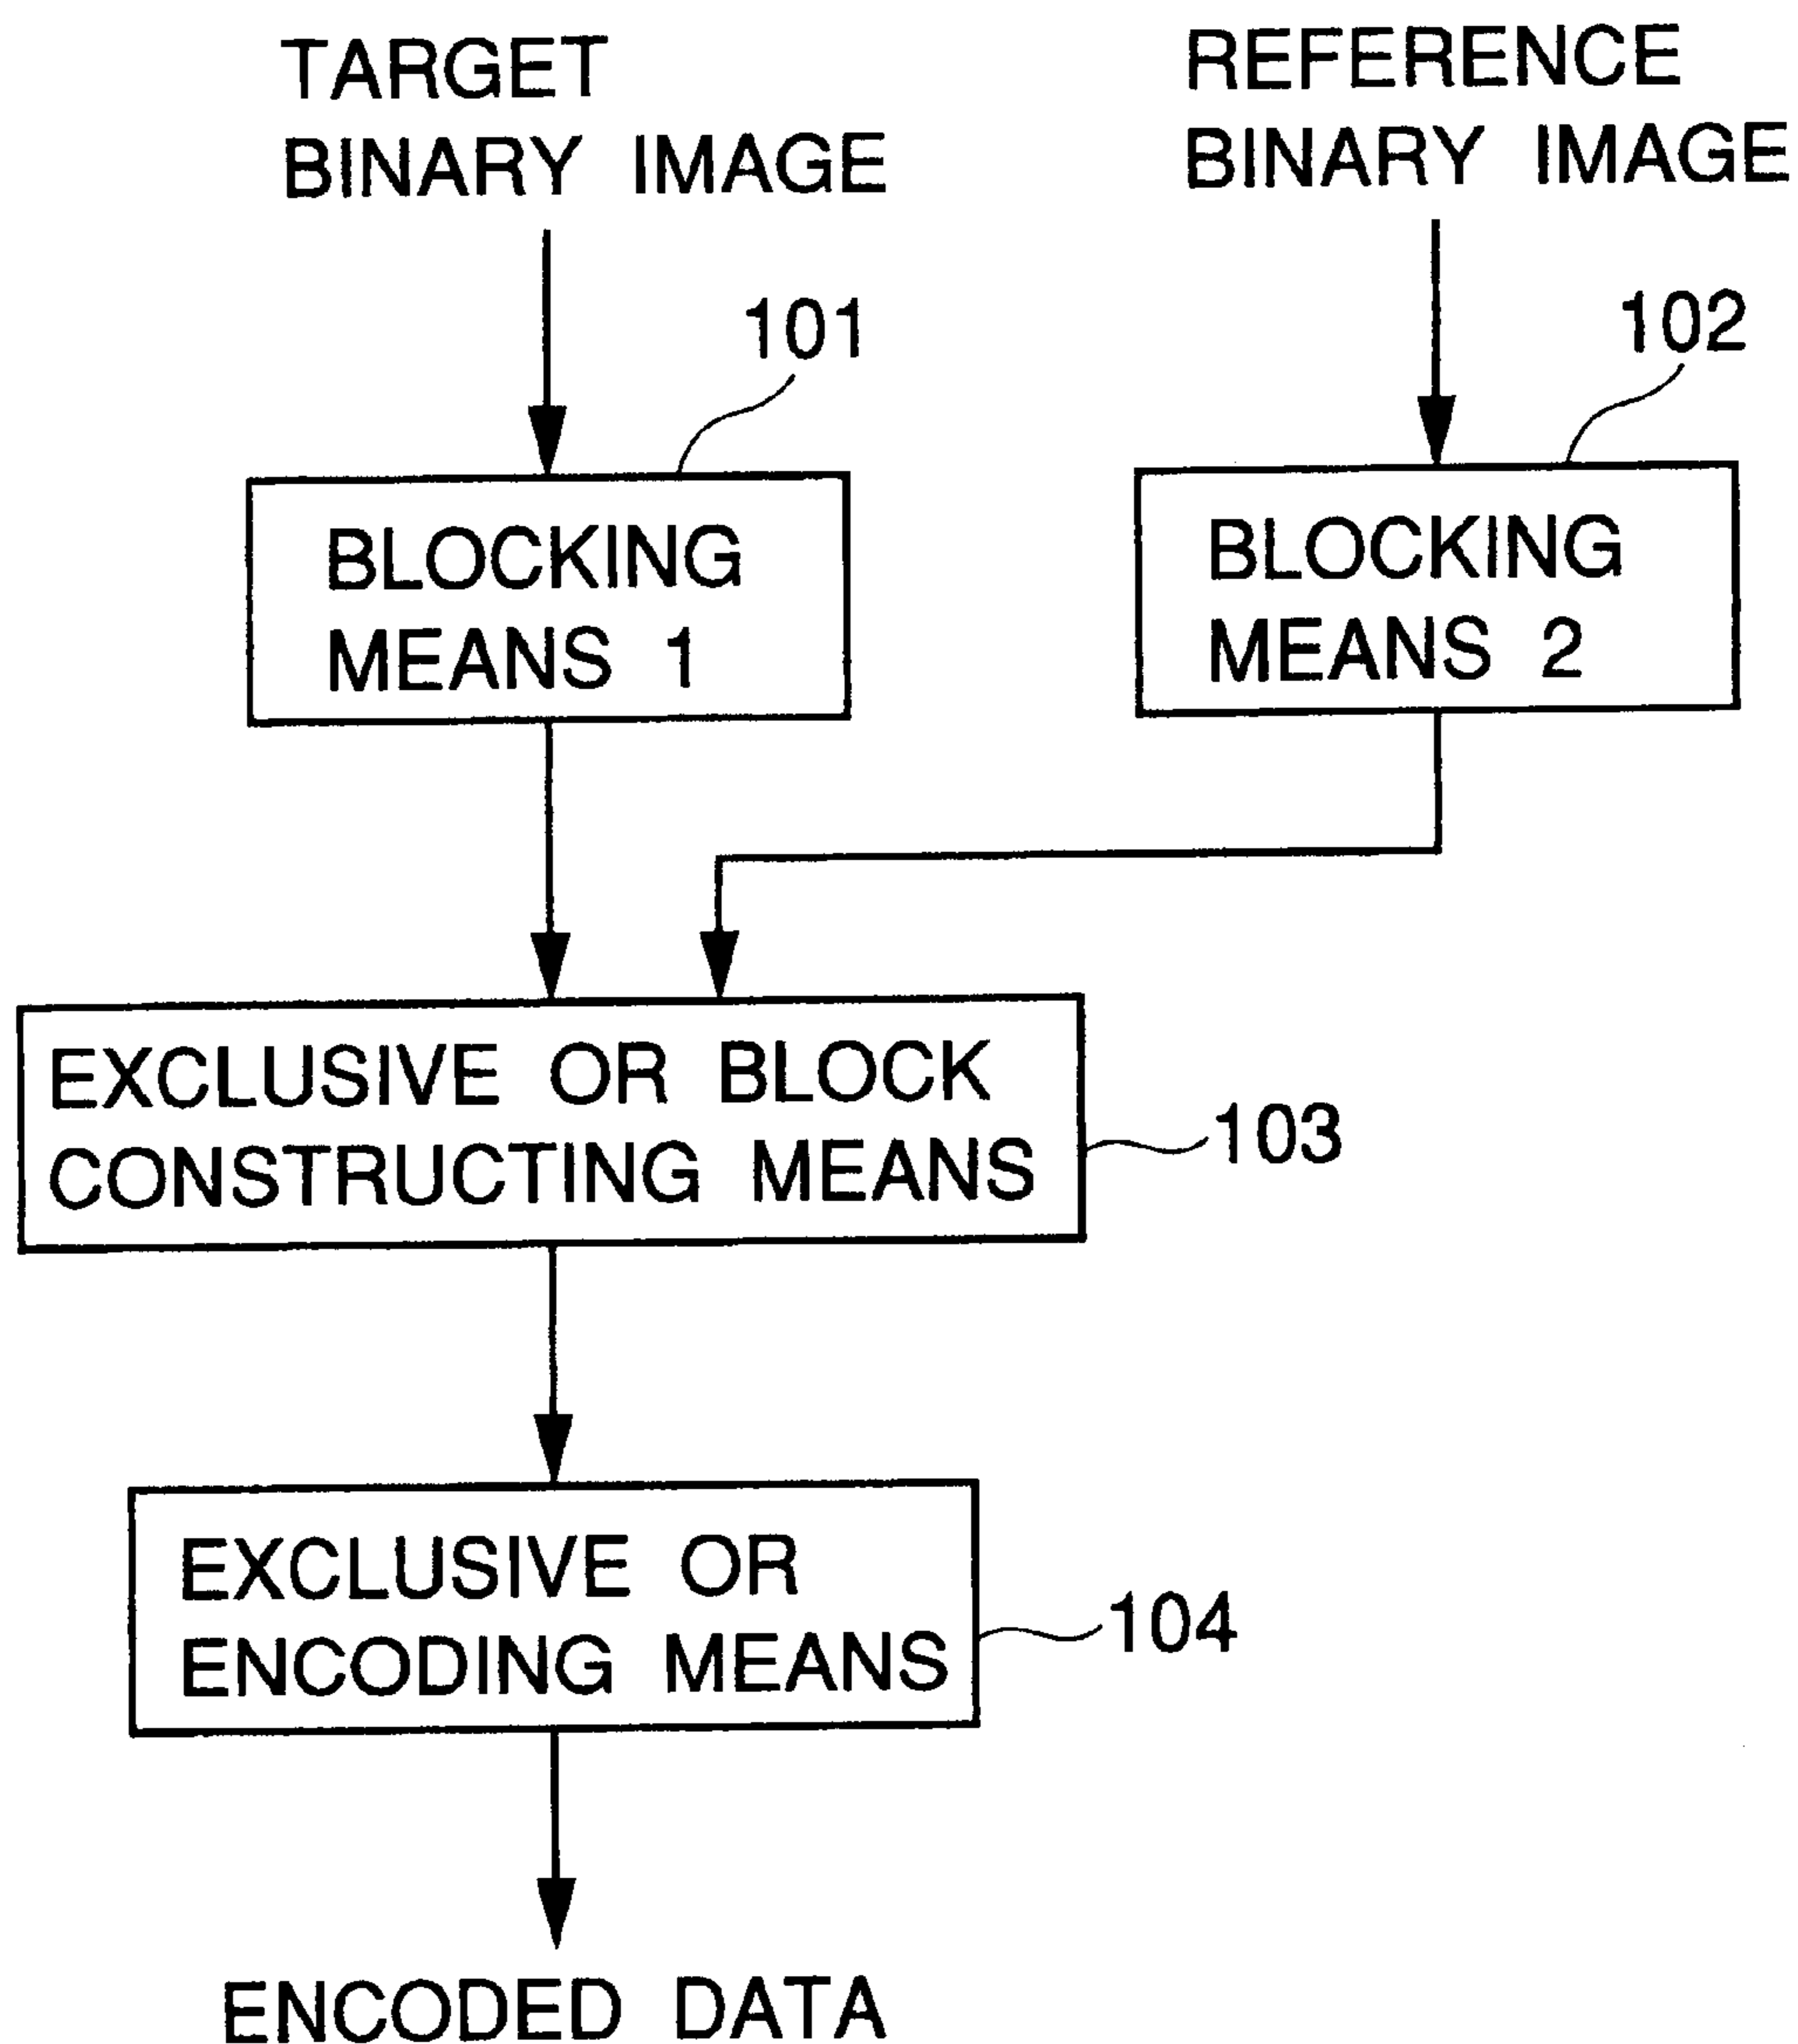 TARGET
BINARY IMAGE
REFERENCE
BINARY IMAGE
101
102
BLOCKING
MEANS 1
BLOCKING
MEANS 2
EXCLUSIVE OR BLOCK
CONSTRUCTING MEANS
103
EXCLUSIVE OR
ENCODING MEANS
104
ENCODED DATA